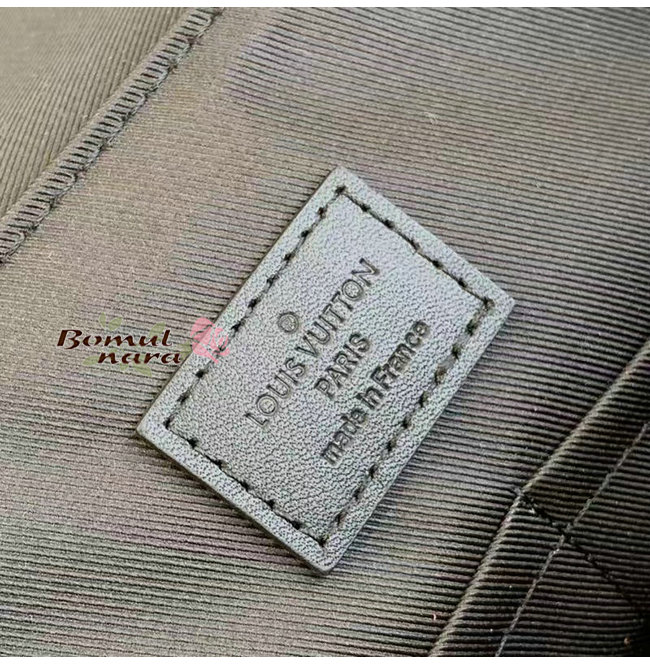 Bomul
nara
®
LOUIS VUITTON
PARIS
made in France